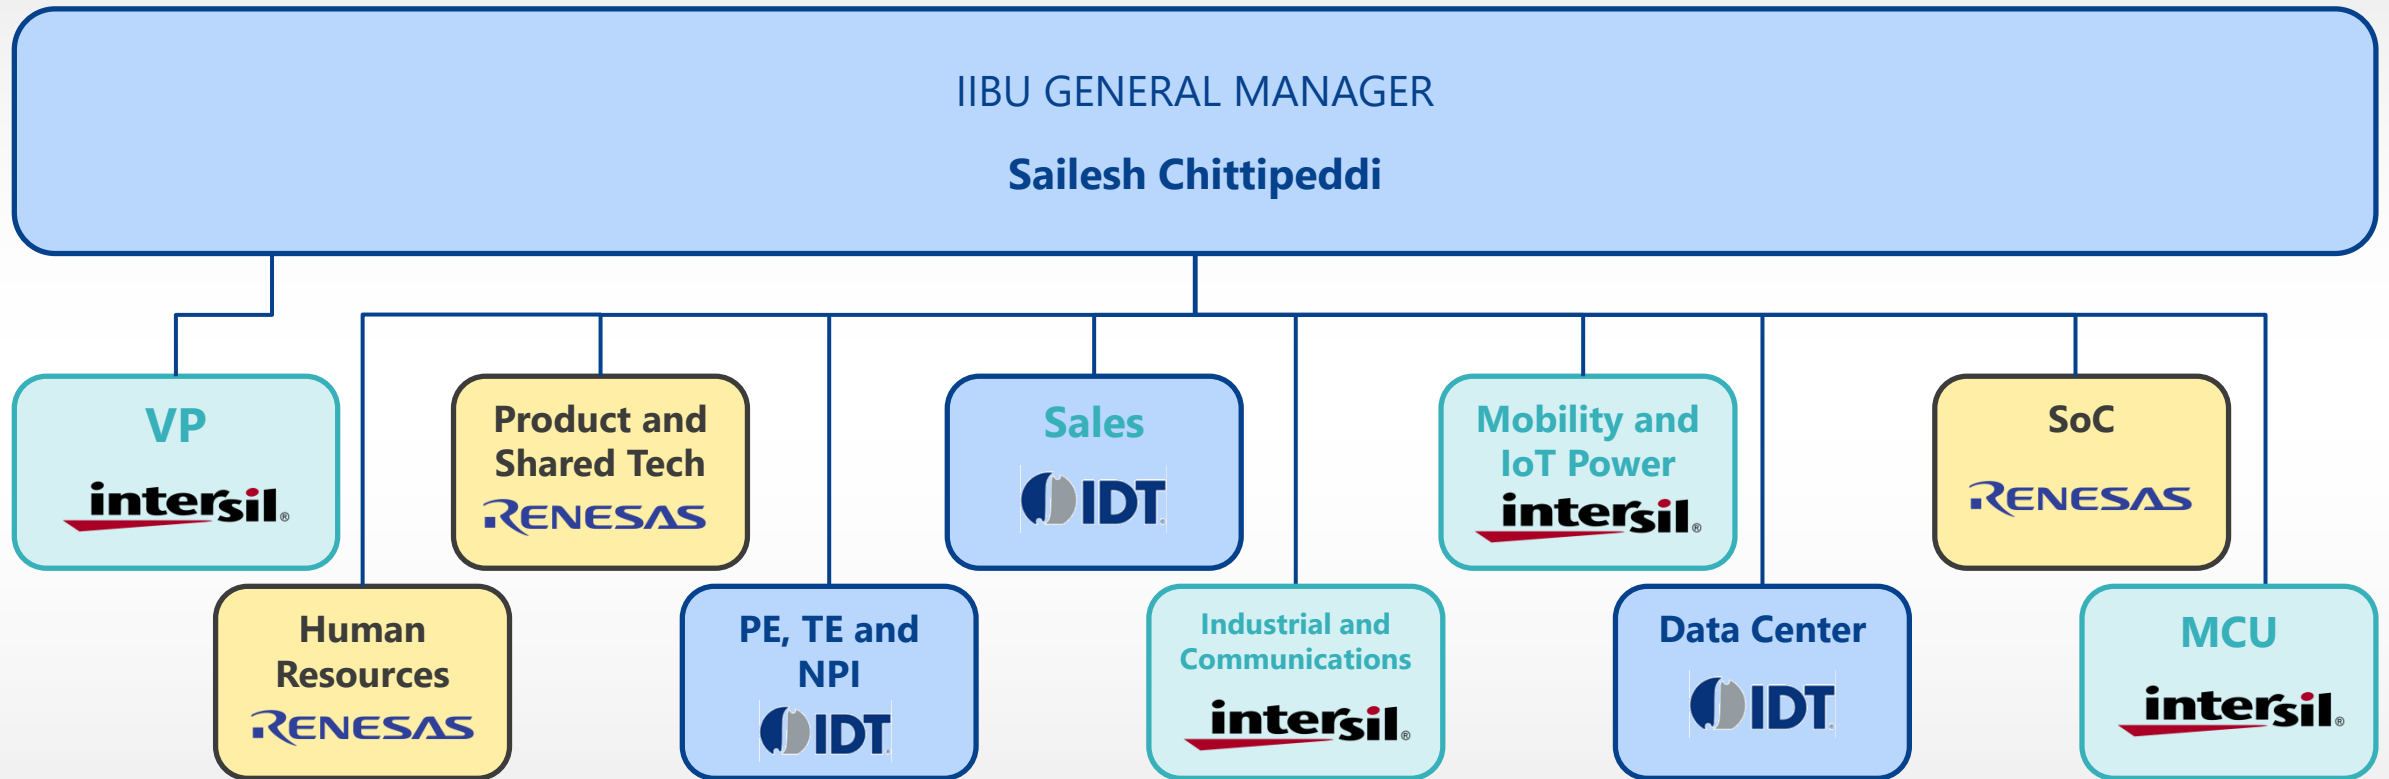 IIBU GENERAL MANAGER
Sailesh Chittipeddi
VP
intersil®
Product and
Shared Tech
RENESAS
Sales
IDT
Mobility and
IoT Power
intersil®
SoC
RENESAS
Human
Resources
RENESAS
PE, TE and
NPI
IDT
Industrial and
Communications
intersil®
Data Center
IDT
MCU
intersil®